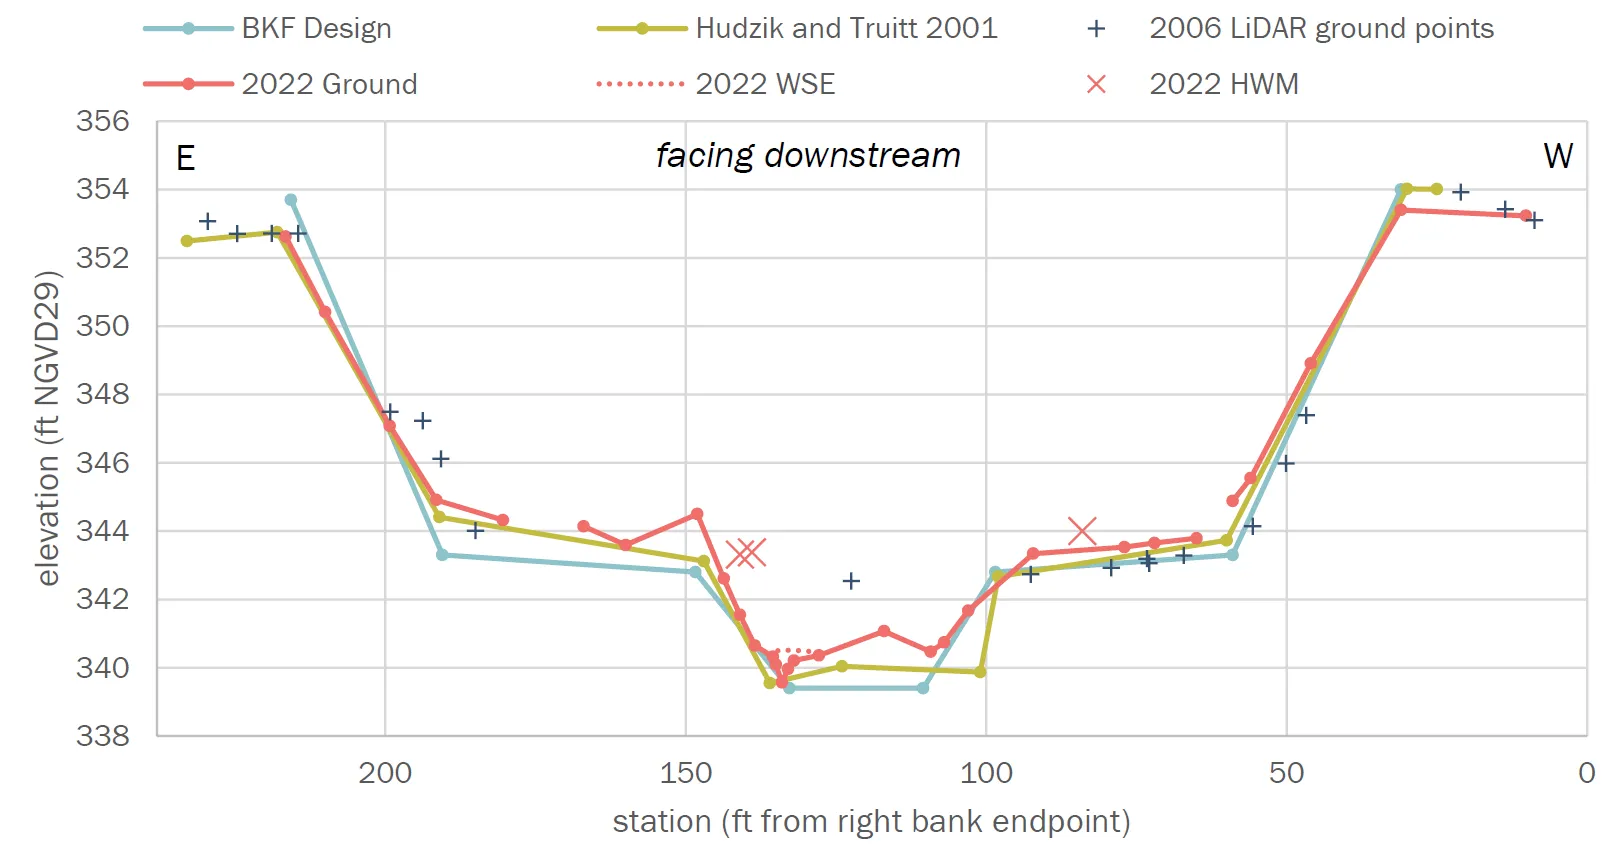 BKF Design Hudzik and Truitt 2001 2006 LiDAR ground points
2022 Ground 2022 WSE 2022 HWM
356
E facing downstream W
354
352
350
348
346
344
342
340
338
elevation (ft NGVD29)
200 150 100 50 0
station (ft from right bank endpoint)